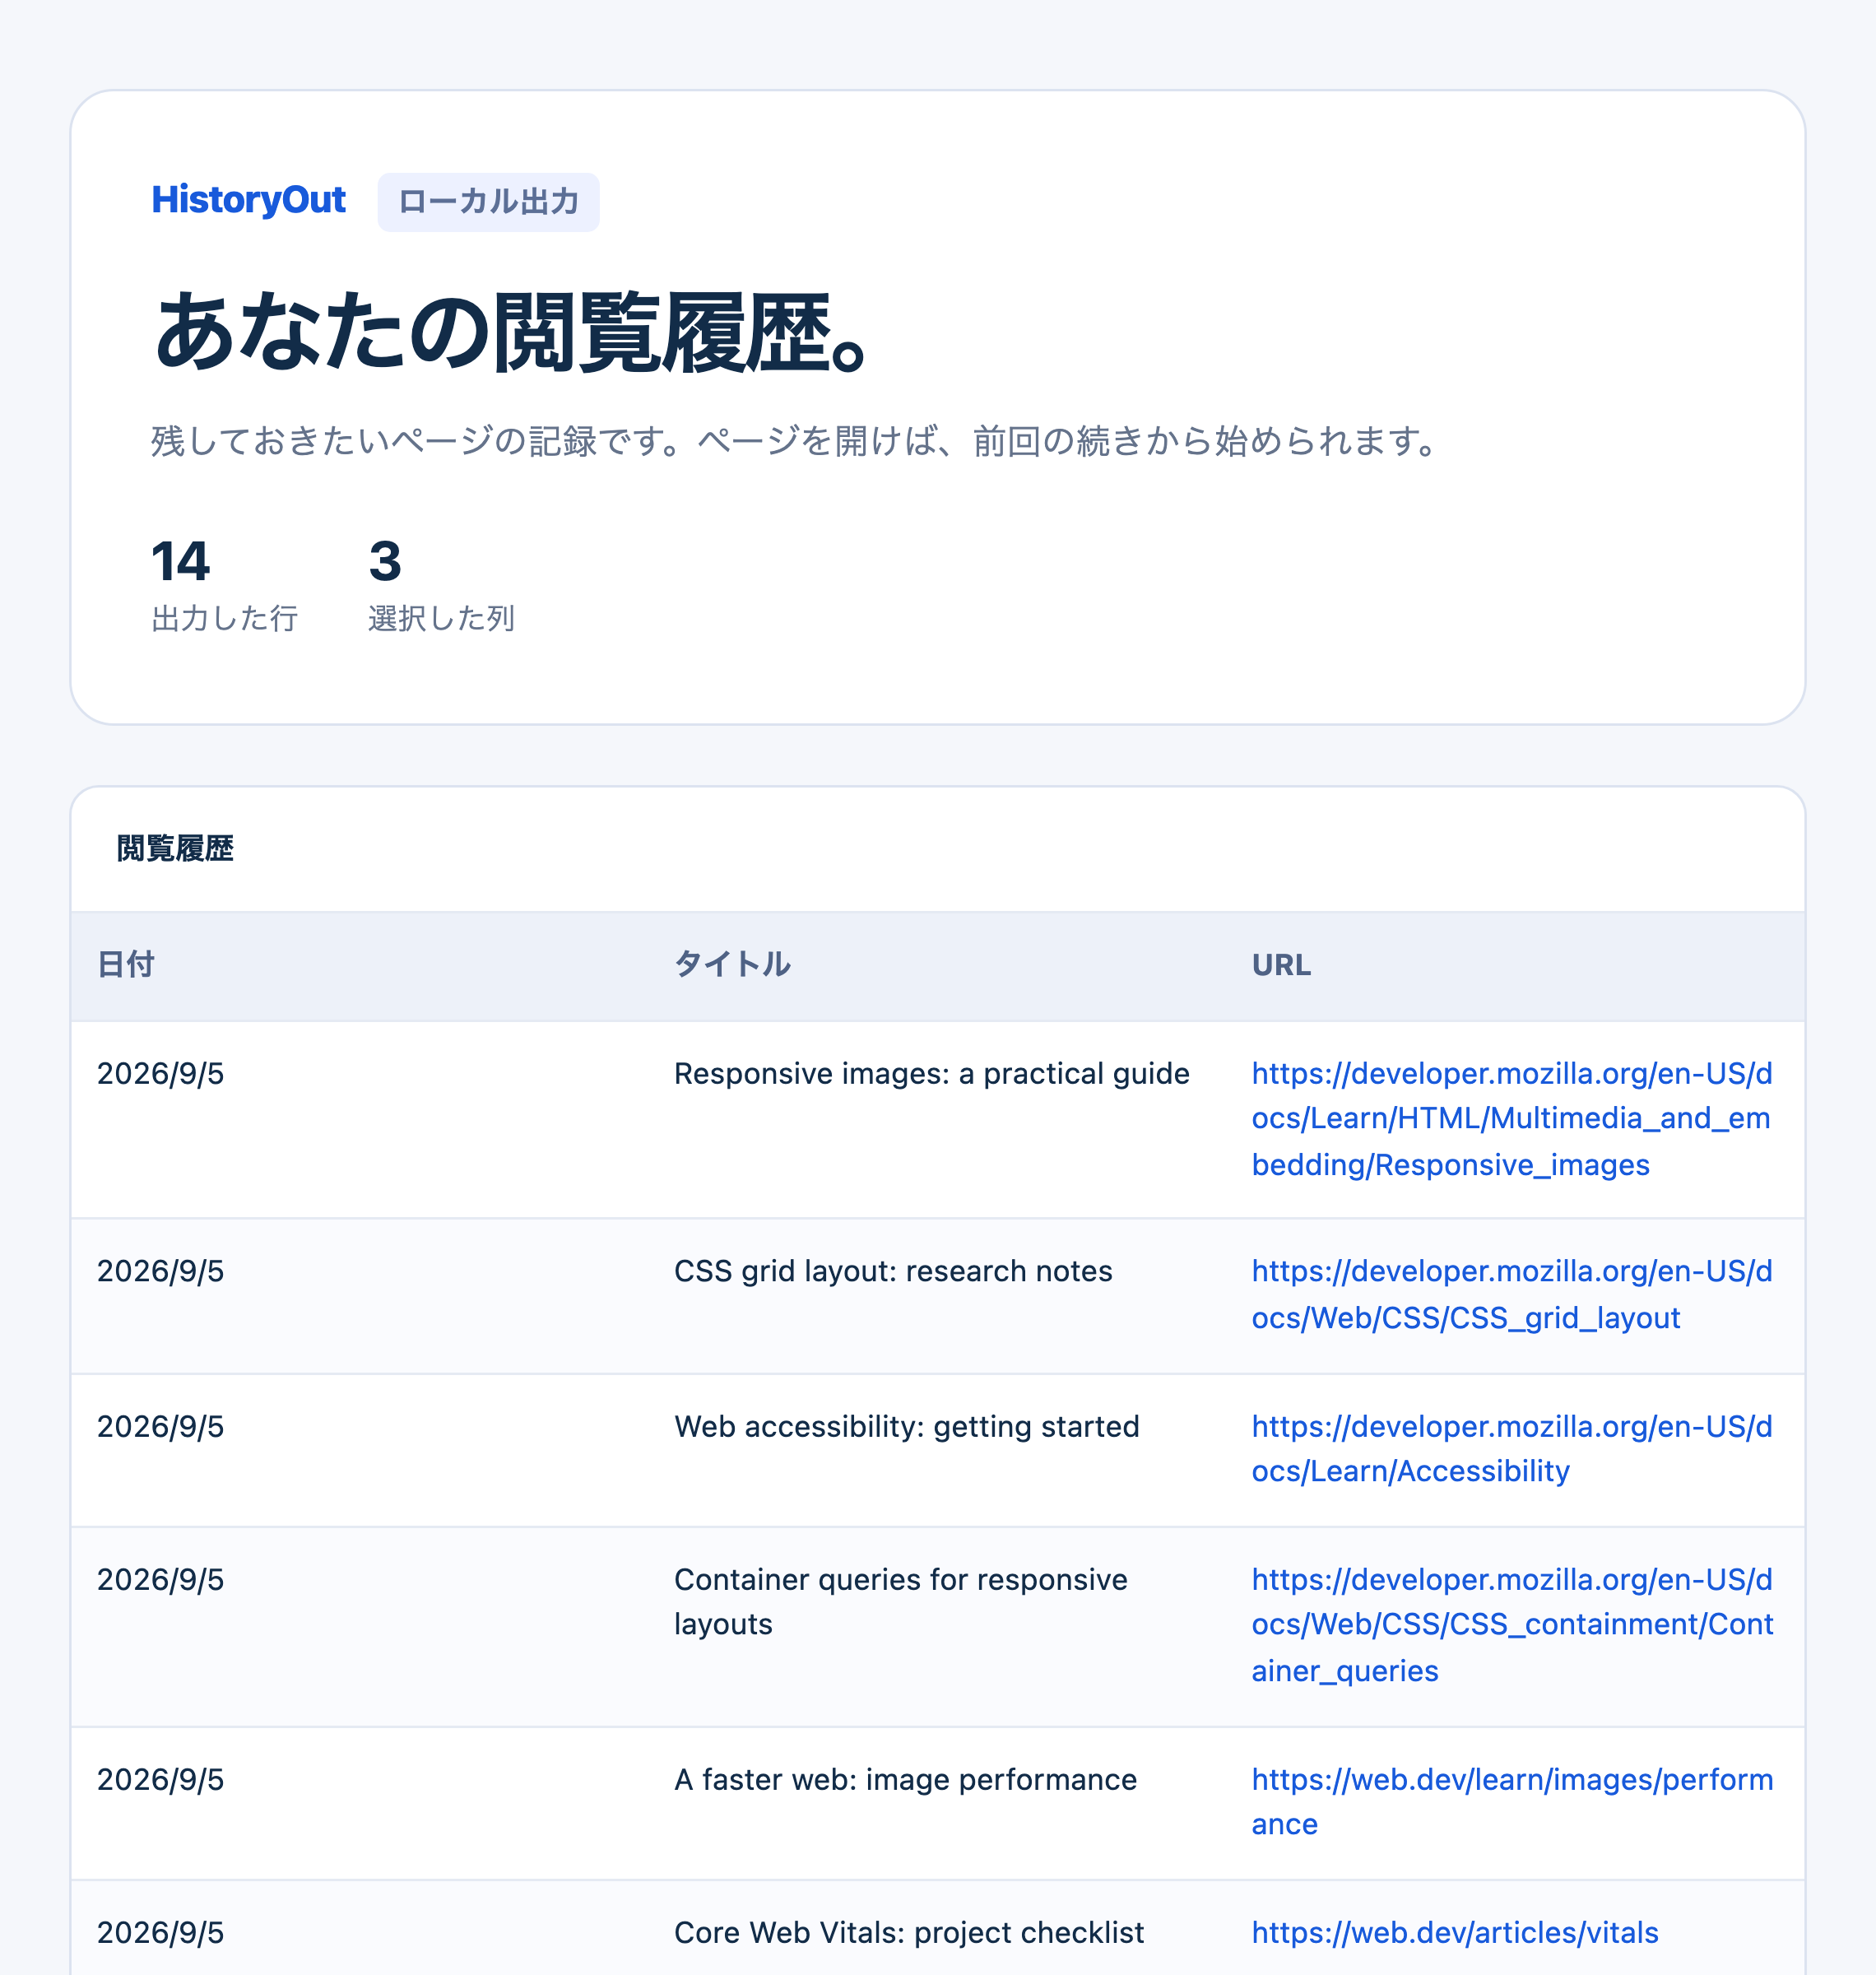 HistoryOut ローカル出力
あなたの閲覧履歴。
残しておきたいページの記録です。ページを開けば、前回の続きから始められます。
14 3
出力した行 選択した列
閲覧履歴
日付 タイトル URL
2026/9/5 Responsive images: a practical guide https://developer.mozilla.org/en-US/d
ocs/Learn/HTML/Multimedia_and_em
bedding/Responsive_images
2026/9/5 CSS grid layout: research notes https://developer.mozilla.org/en-US/d
ocs/Web/CSS/CSS_grid_layout
2026/9/5 Web accessibility: getting started https://developer.mozilla.org/en-US/d
ocs/Learn/Accessibility
2026/9/5 Container queries for responsive https://developer.mozilla.org/en-US/d
layouts ocs/Web/CSS/CSS_containment/Cont
ainer_queries
2026/9/5 A faster web: image performance https://web.dev/learn/images/perform
ance
2026/9/5 Core Web Vitals: project checklist https://web.dev/articles/vitals